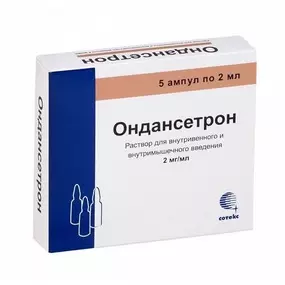 5 ампул по 2 мл
Ондансетрон
Раствор для внутривенного и
внутримышечного введения
2 мг/мл
сотекс
Ондансетрон